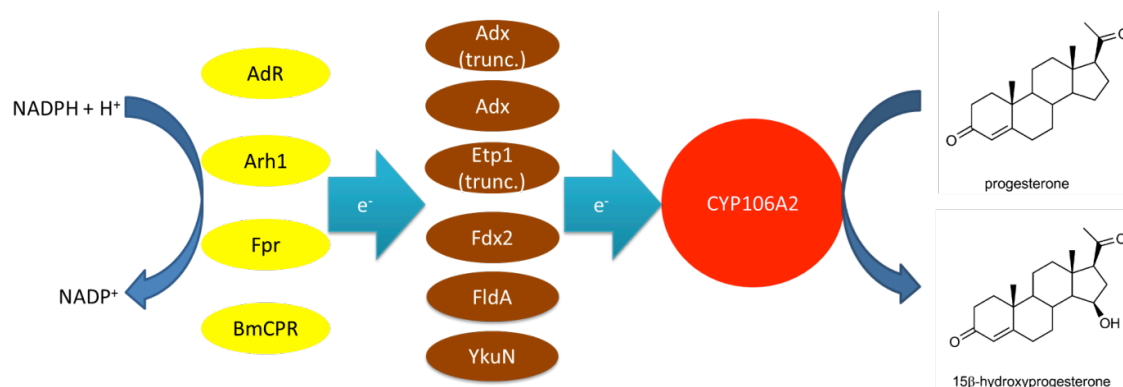 NADPH + H⁺
NADP⁺
AdR
Arh1
Fpr
BmCPR
e⁻
Adx
(trunc.)
Adx
Etp1
(trunc.)
Fdx2
FldA
YkuN
e⁻
CYP106A2
O
O
progesterone
O
O
OH
15β-hydroxyprogesterone